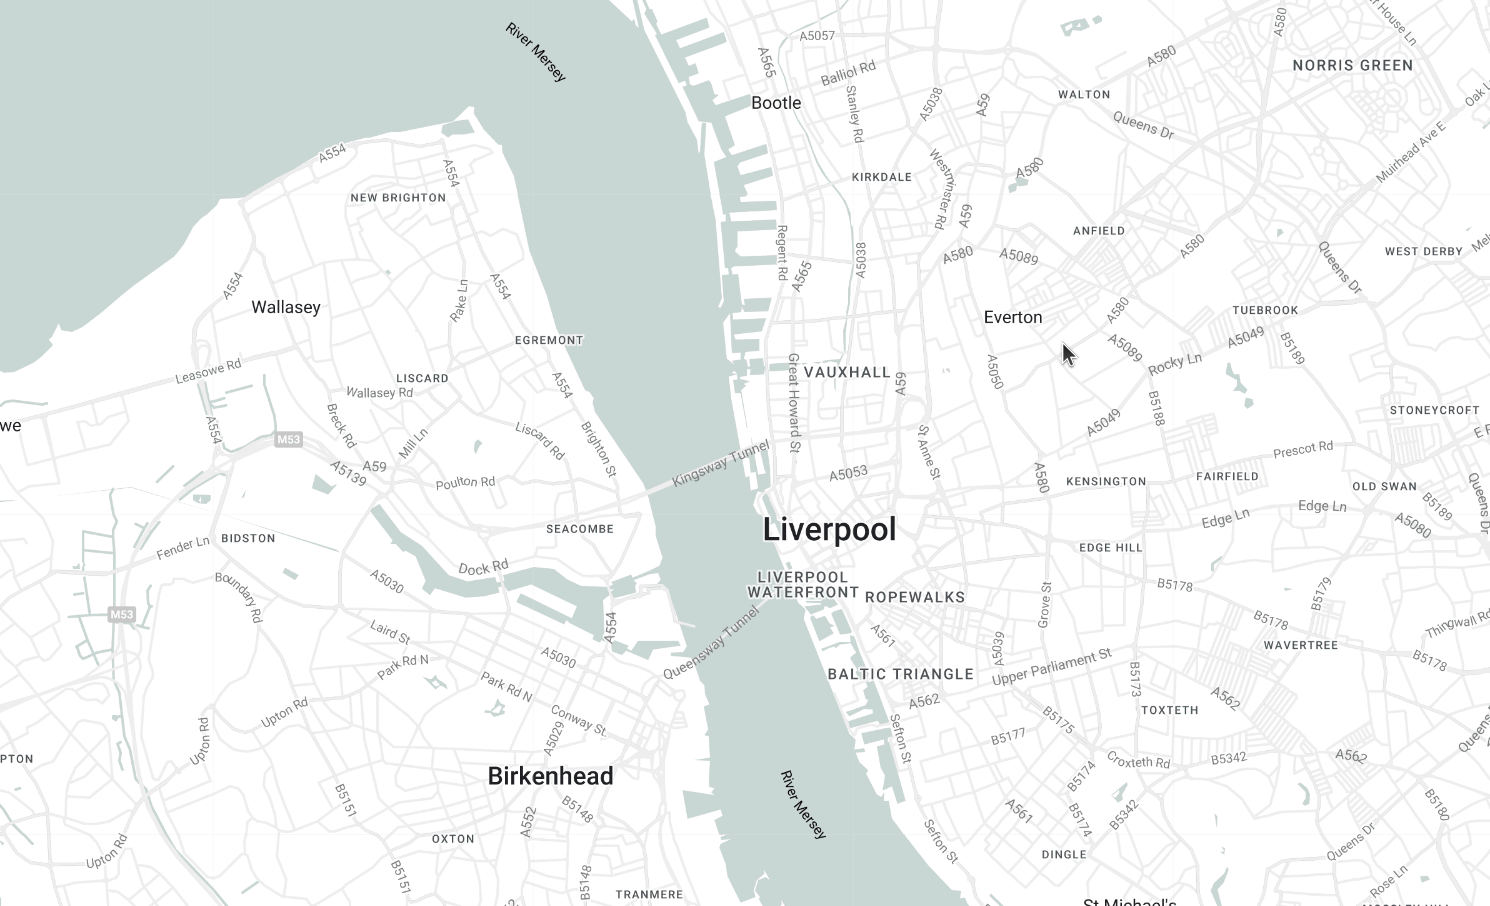 River Mersey
A5057
A565
Balliol Rd
A580
A580
NORRIS GREEN
Bootle
Stanley Rd
A5038
A59
WALTON
Queens Dr
Muirhead Ave E
A554
A554
NEW BRIGHTON
KIRKDALE
Westminster Rd
A580
A59
ANFIELD
A580
WEST DERBY
Regent Rd
A565
A5038
A580
A5089
Queens Dr
A554
Wallasey
Rake Ln
A554
EGREMONT
Everton
A580
TUEBROOK
A5049
B5189
Leasowe Rd
LISCARD
Wallasey Rd
A554
Great Howard St
VAUXHALL
A59
A5050
A5089
Rocky Ln
B5188
A5049
STONEYCROFT
we
A554
M53
Breck Rd
Mill Ln
Liscard Rd
Brighton St
Kingsway Tunnel
St Anne St
A5139
A59
Poulton Rd
A5053
A580
KENSINGTON
FAIRFIELD
Prescot Rd
OLD SWAN
B5189
Queens Dr
Liverpool
SEACOMBE
Edge Ln
Edge Ln
A5080
Fender Ln
BIDSTON
EDGE HILL
Dock Rd
Boundary Rd
A5030
LIVERPOOL
WATERFRONT
ROPEWALKS
Grove St
B5178
B5179
M53
A554
Laird St
Queensway Tunnel
A561
A5039
B5178
WAVERTREE
Thingwall Rd
B5178
Park Rd N
A5030
BALTIC TRIANGLE
Upper Parliament St
B5173
Park Rd N
A562
A562
TOXTETH
Upton Rd
Upton Rd
Conway St
A5029
Sefton St
B5177
B5175
Croxteth Rd
B5342
A562
PTON
Birkenhead
River Mersey
B5174
B5151
A552
B5148
A561
B5174
B5342
B5180
OXTON
Upton Rd
Sefton St
DINGLE
Queens Dr
B5151
B5148
TRANMERE
Rose Ln
St Michael's